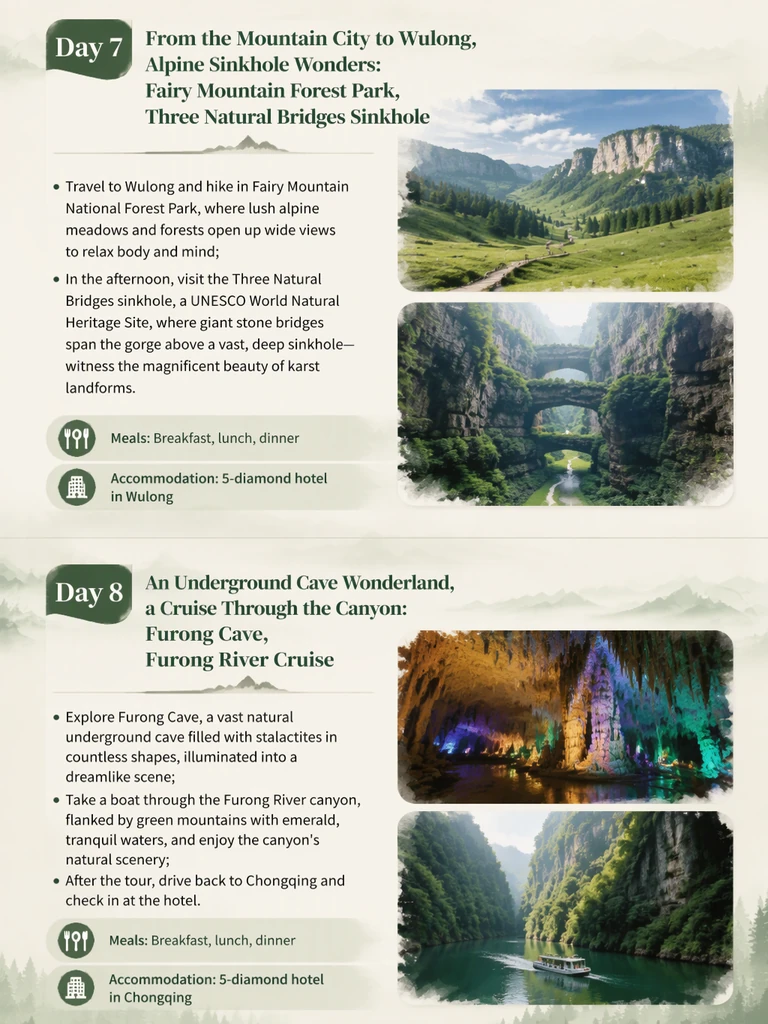 Day 7
From the Mountain City to Wulong,
Alpine Sinkhole Wonders:
Fairy Mountain Forest Park,
Three Natural Bridges Sinkhole
• Travel to Wulong and hike in Fairy Mountain
National Forest Park, where lush alpine
meadows and forests open up wide views
to relax body and mind;
• In the afternoon, visit the Three Natural
Bridges sinkhole, a UNESCO World Natural
Heritage Site, where giant stone bridges
span the gorge above a vast, deep sinkhole—
witness the magnificent beauty of karst
landforms.
Meals: Breakfast, lunch, dinner
Accommodation: 5-diamond hotel
in Wulong
Day 8
An Underground Cave Wonderland,
a Cruise Through the Canyon:
Furong Cave,
Furong River Cruise
• Explore Furong Cave, a vast natural
underground cave filled with stalactites in
countless shapes, illuminated into a
dreamlike scene;
• Take a boat through the Furong River canyon,
flanked by green mountains with emerald,
tranquil waters, and enjoy the canyon's
natural scenery;
• After the tour, drive back to Chongqing and
check in at the hotel.
Meals: Breakfast, lunch, dinner
Accommodation: 5-diamond hotel
in Chongqing